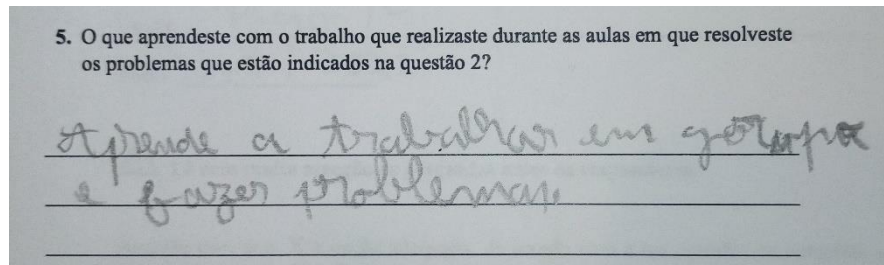 5. O que aprendeste com o trabalho que realizaste durante as aulas em que resolveste
os problemas que estão indicados na questão 2?
Aprende a trabalhar em gorupo
e fazer problemas